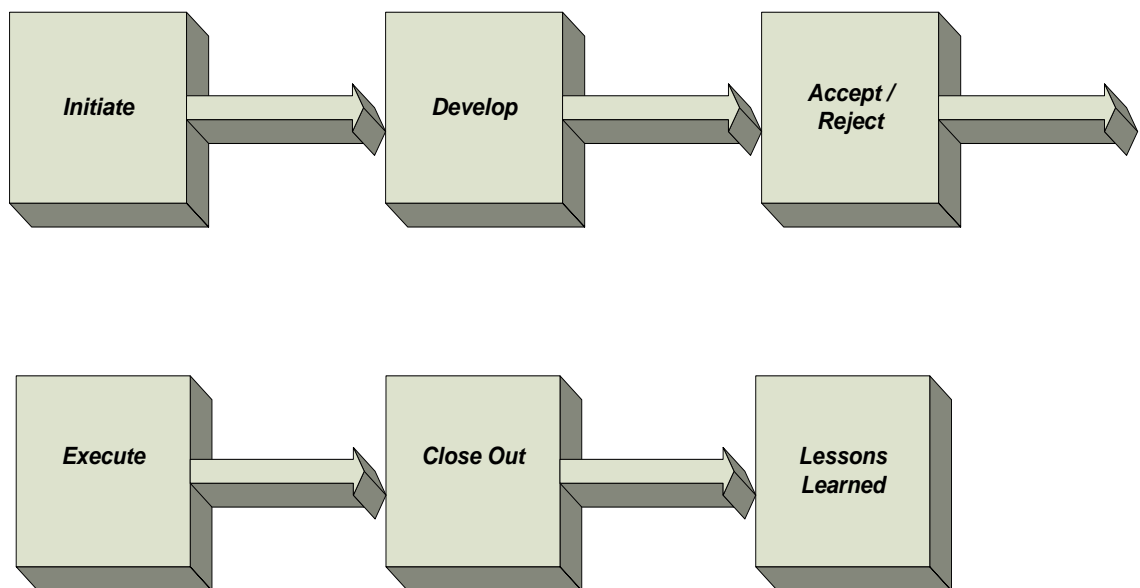 Initiate
Develop
Accept /
Reject
Execute
Close Out
Lessons
Learned